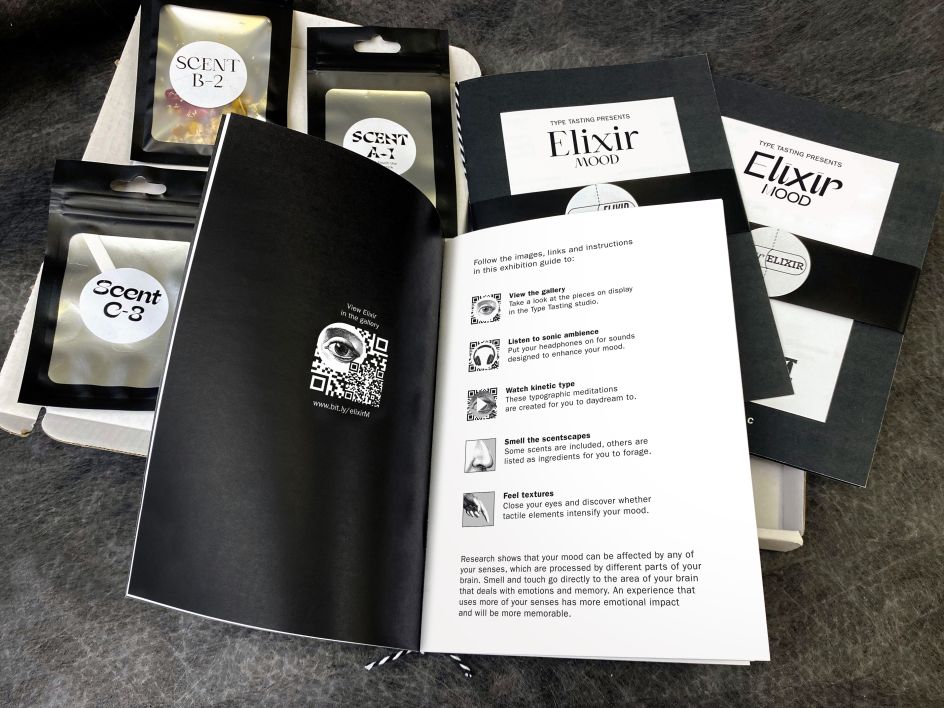 SCENT
B-2
SCENT
A-1
Scent
C-3
TYPE TASTING PRESENTS
Elixir
MOOD
ELIXIR
TYPE TASTING PRESENTS
Elixir
MOOD
ELIXIR
View Elixir
in the gallery
www.bit.ly/elixirM
Follow the images, links and instructions
in this exhibition guide to:
View the gallery
Take a look at the pieces on display
in the Type Tasting studio.
Listen to sonic ambience
Put your headphones on for sounds
designed to enhance your mood.
Watch kinetic type
These typographic meditations
are created for you to daydream to.
Smell the scentscapes
Some scents are included, others are
listed as ingredients for you to forage.
Feel textures
Close your eyes and discover whether
tactile elements intensify your mood.
Research shows that your mood can be affected by any of
your senses, which are processed by different parts of your
brain. Smell and touch go directly to the area of your brain
that deals with emotions and memory. An experience that
uses more of your senses has more emotional impact
and will be more memorable.